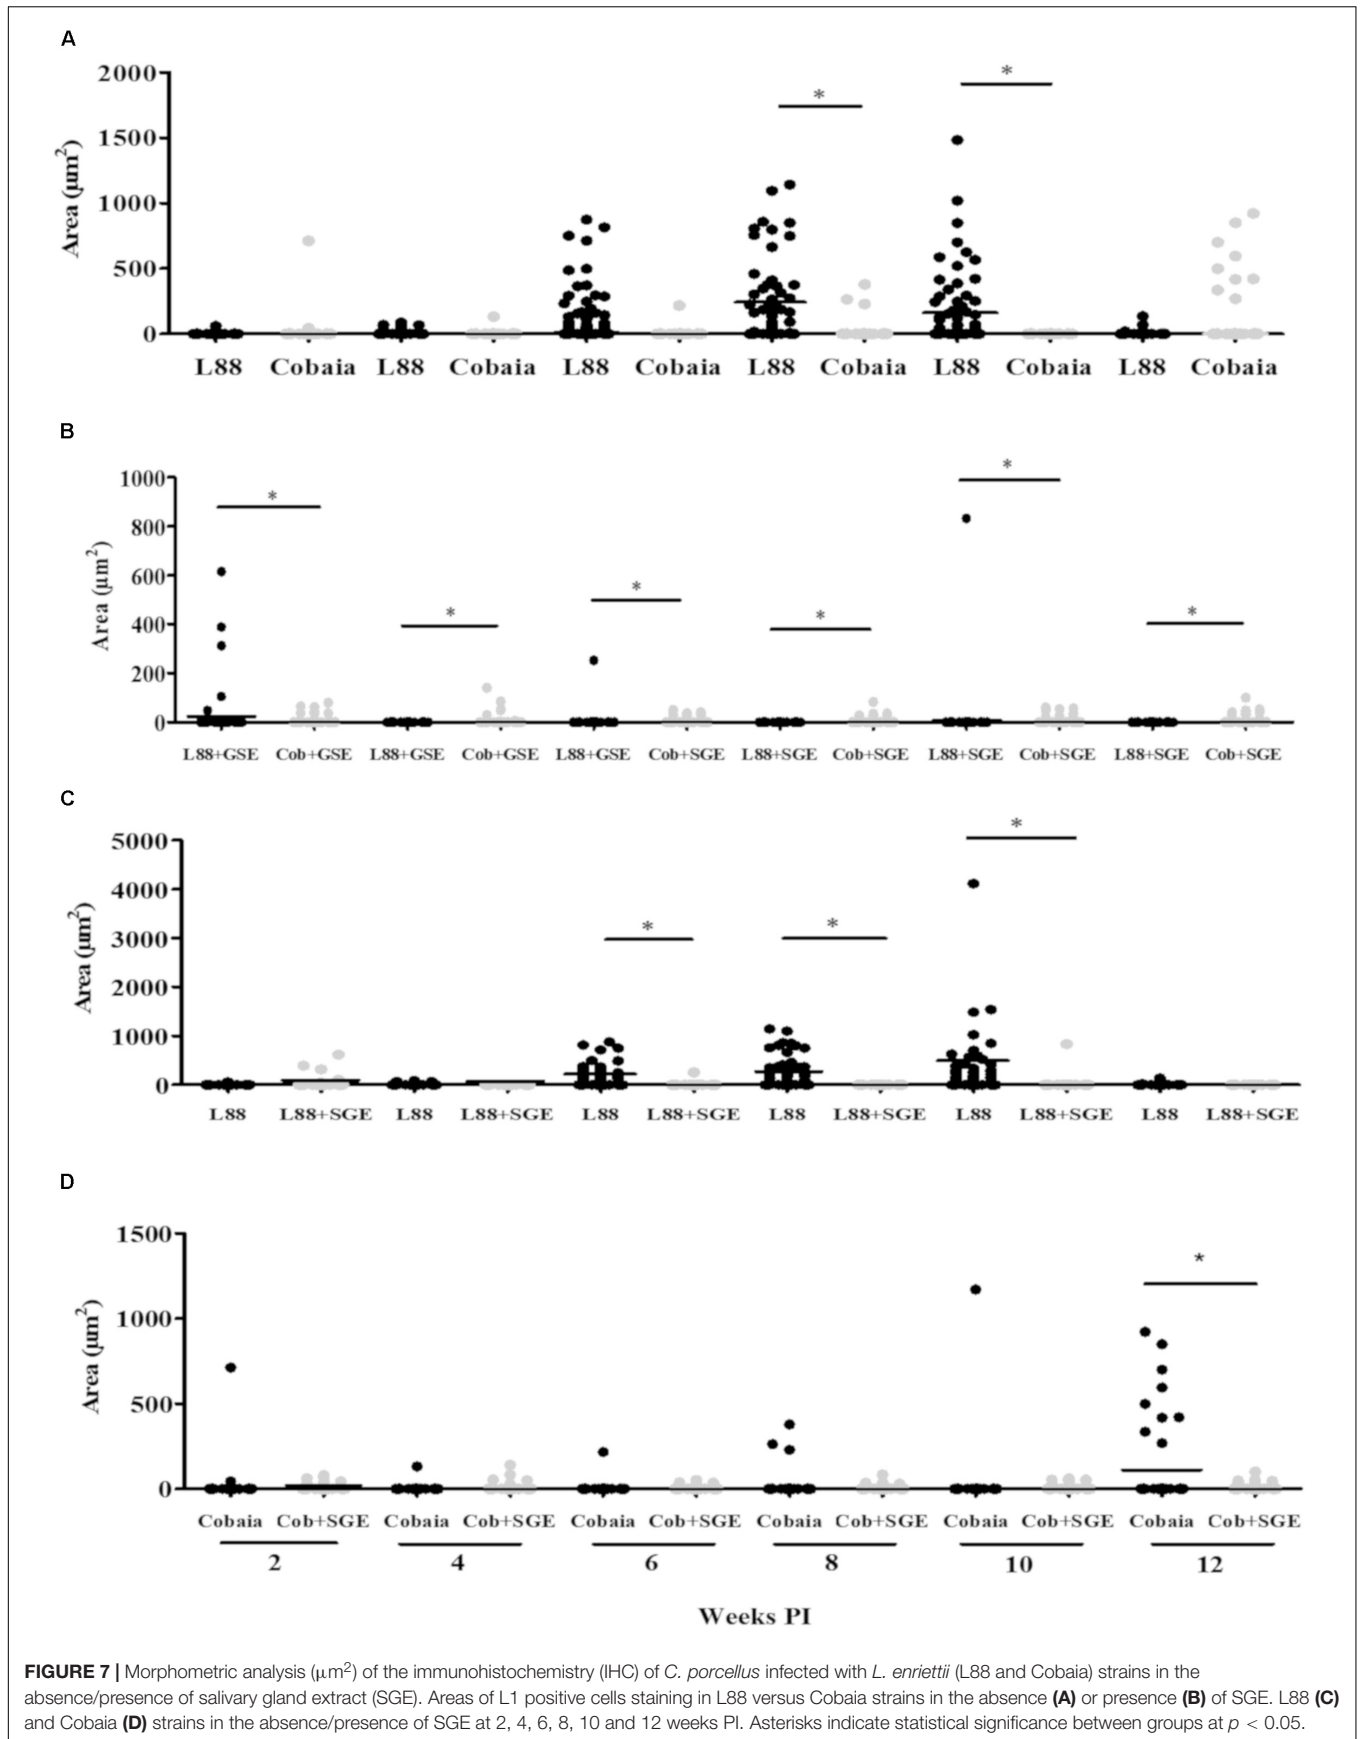 A
2000
1500
1000
500
0
Area (µm²)
*
*
L88 Cobaia L88 Cobaia L88 Cobaia L88 Cobaia L88 Cobaia L88 Cobaia
B
1000
800
600
400
200
0
Area (µm²)
*
*
*
*
*
*
L88+GSE Cob+GSE L88+GSE Cob+GSE L88+GSE Cob+SGE L88+SGE Cob+SGE L88+SGE Cob+SGE L88+SGE Cob+SGE
C
5000
4000
3000
2000
1000
0
Area (µm²)
*
*
*
L88 L88+SGE L88 L88+SGE L88 L88+SGE L88 L88+SGE L88 L88+SGE L88 L88+SGE
D
1500
1000
500
0
Area (µm²)
*
Cobaia Cob+SGE Cobaia Cob+SGE Cobaia Cob+SGE Cobaia Cob+SGE Cobaia Cob+SGE Cobaia Cob+SGE
2 4 6 8 10 12
Weeks PI
FIGURE 7 | Morphometric analysis (µm²) of the immunohistochemistry (IHC) of C. porcellus infected with L. enriettii (L88 and Cobaia) strains in the
absence/presence of salivary gland extract (SGE). Areas of L1 positive cells staining in L88 versus Cobaia strains in the absence (A) or presence (B) of SGE. L88 (C)
and Cobaia (D) strains in the absence/presence of SGE at 2, 4, 6, 8, 10 and 12 weeks PI. Asterisks indicate statistical significance between groups at p < 0.05.